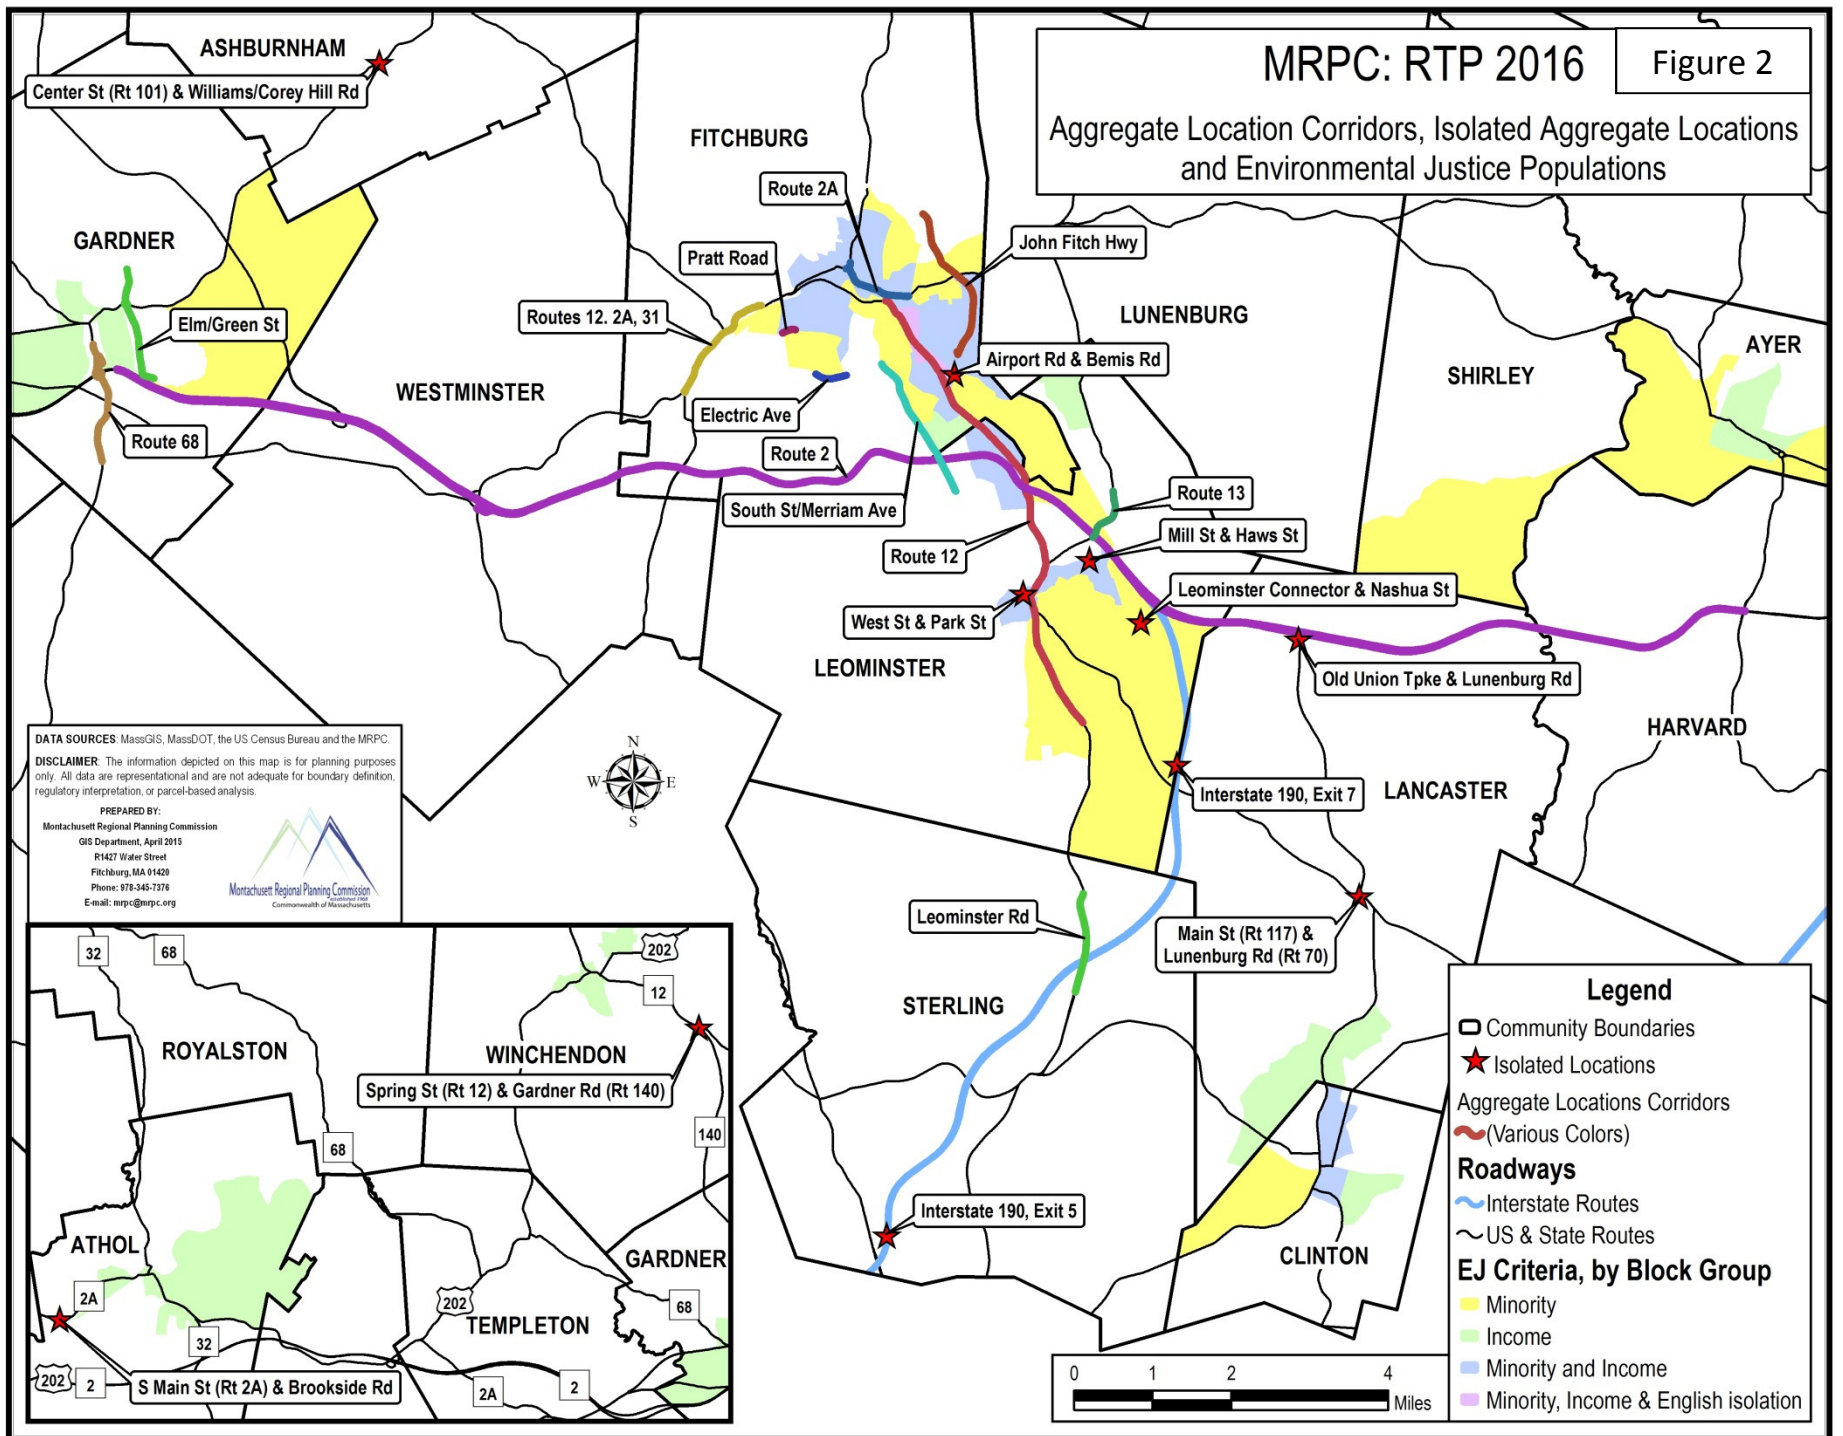 MRPC: RTP 2016
Figure 2
Aggregate Location Corridors, Isolated Aggregate Locations
and Environmental Justice Populations
ASHBURNHAM
Center St (Rt 101) & Williams/Corey Hill Rd
FITCHBURG
Route 2A
GARDNER
Pratt Road
John Fitch Hwy
Elm/Green St
Routes 12. 2A, 31
LUNENBURG
AYER
Airport Rd & Bemis Rd
SHIRLEY
WESTMINSTER
Electric Ave
Route 68
Route 2
Route 13
South St/Merriam Ave
Mill St & Haws St
Route 12
Leominster Connector & Nashua St
West St & Park St
LEOMINSTER
Old Union Tpke & Lunenburg Rd
HARVARD
Interstate 190, Exit 7
LANCASTER
DATA SOURCES: MassGIS, MassDOT, the US Census Bureau and the MRPC.
DISCLAIMER: The information depicted on this map is for planning purposes
only. All data are representational and are not adequate for boundary definition,
regulatory interpretation, or parcel-based analysis.
PREPARED BY:
Montachusett Regional Planning Commission
GIS Department, April 2015
R1427 Water Street
Fitchburg, MA 01420
Phone: 978-345-7376
E-mail: mrpc@mrpc.org
Montachusett Regional Planning Commission
established 1968
Commonwealth of Massachusetts
N
W
E
S
Leominster Rd
Main St (Rt 117) &
Lunenburg Rd (Rt 70)
STERLING
Interstate 190, Exit 5
CLINTON
32
68
202
12
ROYALSTON
WINCHENDON
Spring St (Rt 12) & Gardner Rd (Rt 140)
140
68
ATHOL
GARDNER
2A
202
68
TEMPLETON
32
202
2
S Main St (Rt 2A) & Brookside Rd
2A
2
Legend
Community Boundaries
Isolated Locations
Aggregate Locations Corridors
(Various Colors)
Roadways
Interstate Routes
US & State Routes
EJ Criteria, by Block Group
Minority
Income
Minority and Income
Minority, Income & English isolation
0
1
2
4
Miles